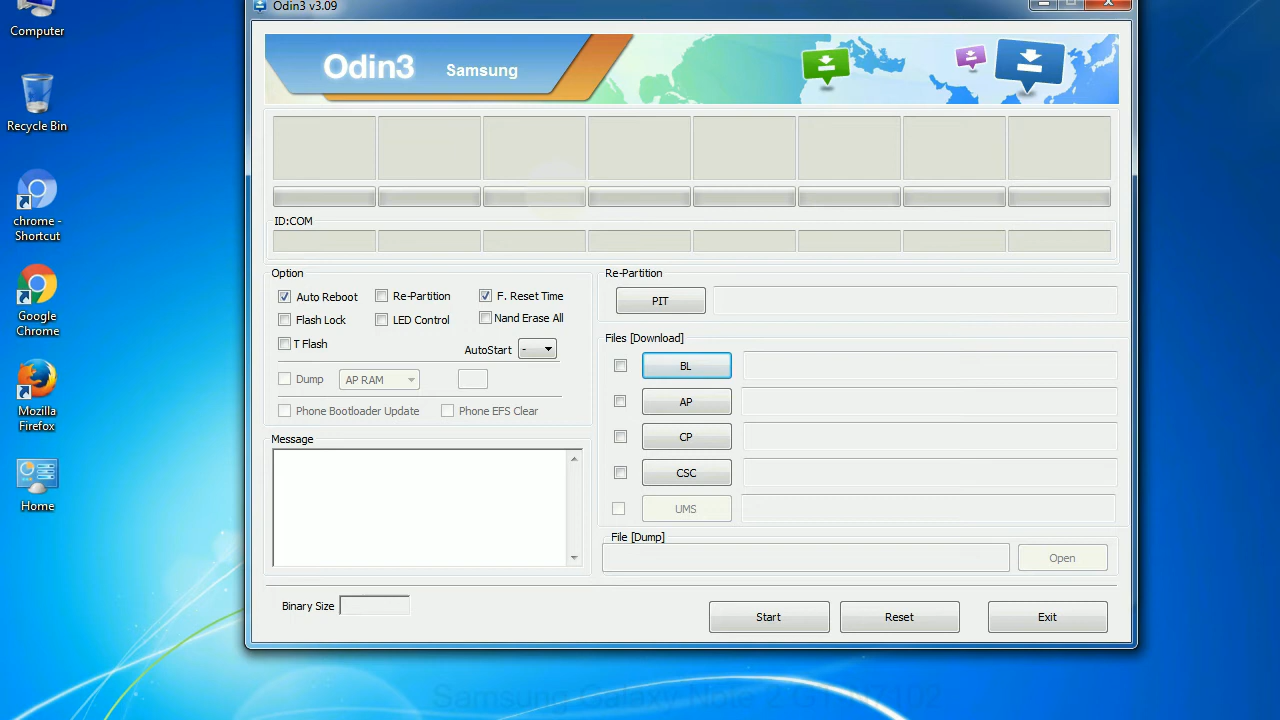 Computer
Recycle Bin
chrome -
Shortcut
Google
Chrome
Mozilla
Firefox
Home
Odin3 v3.09
Odin3 Samsung
ID:COM
Option
Auto Reboot
Re-Partition
F. Reset Time
Flash Lock
LED Control
Nand Erase All
T Flash
AutoStart -
Dump
AP RAM
Phone Bootloader Update
Phone EFS Clear
Message
Re-Partition
PIT
Files [Download]
BL
AP
CP
CSC
UMS
File [Dump]
Open
Binary Size
Start
Reset
Exit
Samsung Galaxy Note 2